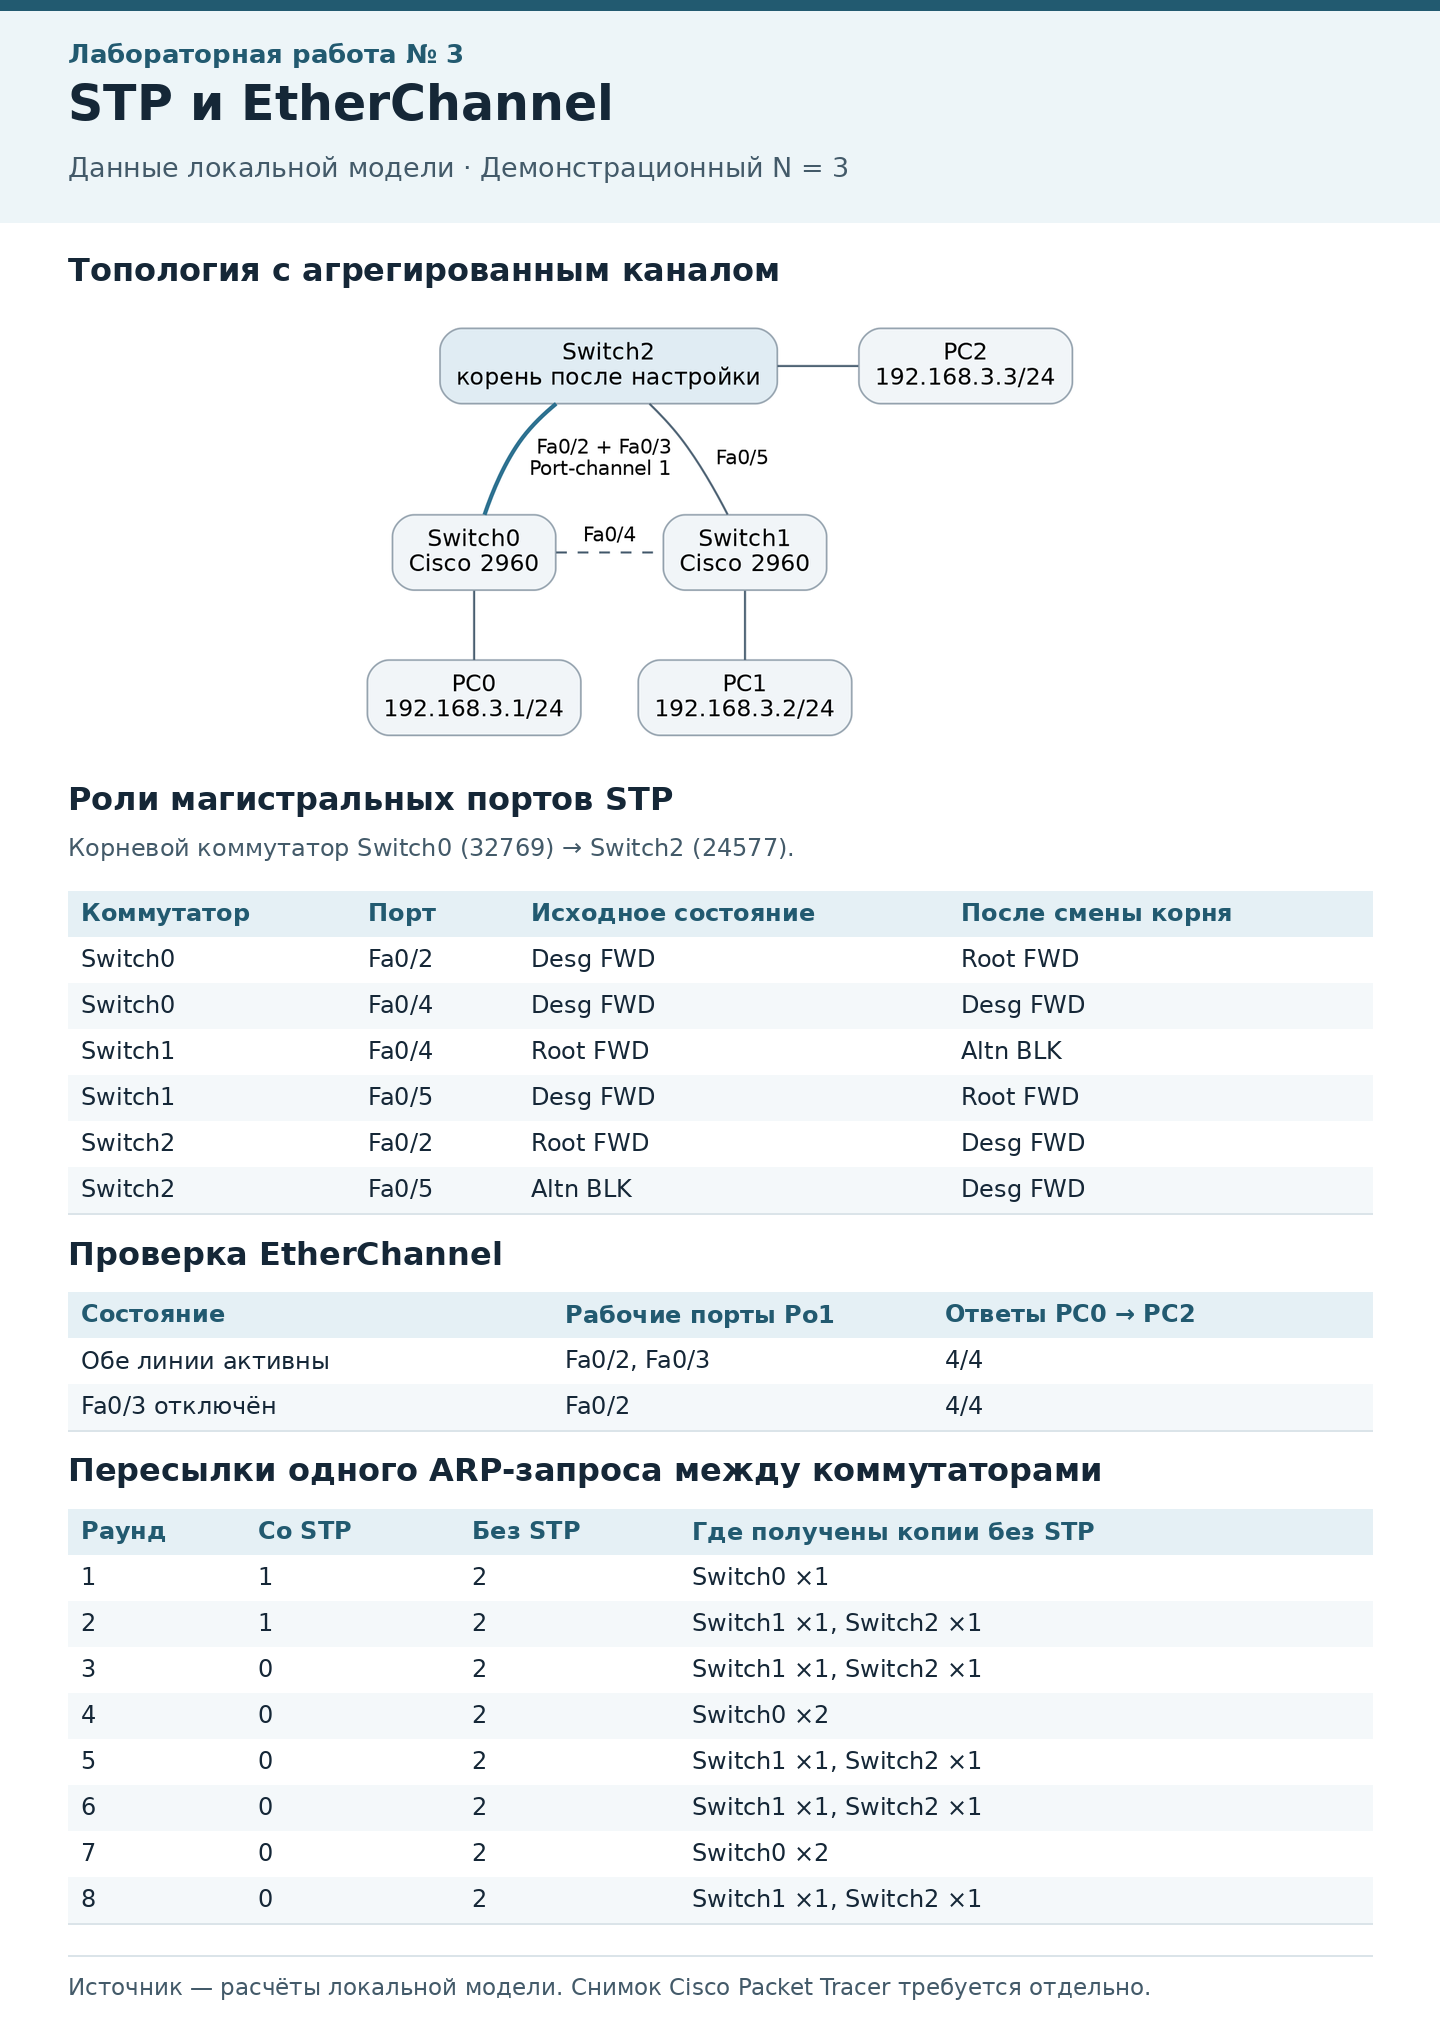 Лабораторная работа № 3
STP и EtherChannel
Данные локальной модели · Демонстрационный N = 3
Топология с агрегированным каналом
Switch2
корень после настройки
PC2
192.168.3.3/24
Fa0/2 + Fa0/3
Port-channel 1
Fa0/5
Switch0
Cisco 2960
Fa0/4
Switch1
Cisco 2960
PC0
192.168.3.1/24
PC1
192.168.3.2/24
Роли магистральных портов STP
Корневой коммутатор Switch0 (32769) → Switch2 (24577).
Коммутатор Порт Исходное состояние После смены корня
Switch0 Fa0/2 Desg FWD Root FWD
Switch0 Fa0/4 Desg FWD Desg FWD
Switch1 Fa0/4 Root FWD Altn BLK
Switch1 Fa0/5 Desg FWD Root FWD
Switch2 Fa0/2 Root FWD Desg FWD
Switch2 Fa0/5 Altn BLK Desg FWD
Проверка EtherChannel
Состояние Рабочие порты Po1 Ответы PC0 → PC2
Обе линии активны Fa0/2, Fa0/3 4/4
Fa0/3 отключён Fa0/2 4/4
Пересылки одного ARP-запроса между коммутаторами
Раунд Со STP Без STP Где получены копии без STP
1 1 2 Switch0 ×1
2 1 2 Switch1 ×1, Switch2 ×1
3 0 2 Switch1 ×1, Switch2 ×1
4 0 2 Switch0 ×2
5 0 2 Switch1 ×1, Switch2 ×1
6 0 2 Switch1 ×1, Switch2 ×1
7 0 2 Switch0 ×2
8 0 2 Switch1 ×1, Switch2 ×1
Источник — расчёты локальной модели. Снимок Cisco Packet Tracer требуется отдельно.